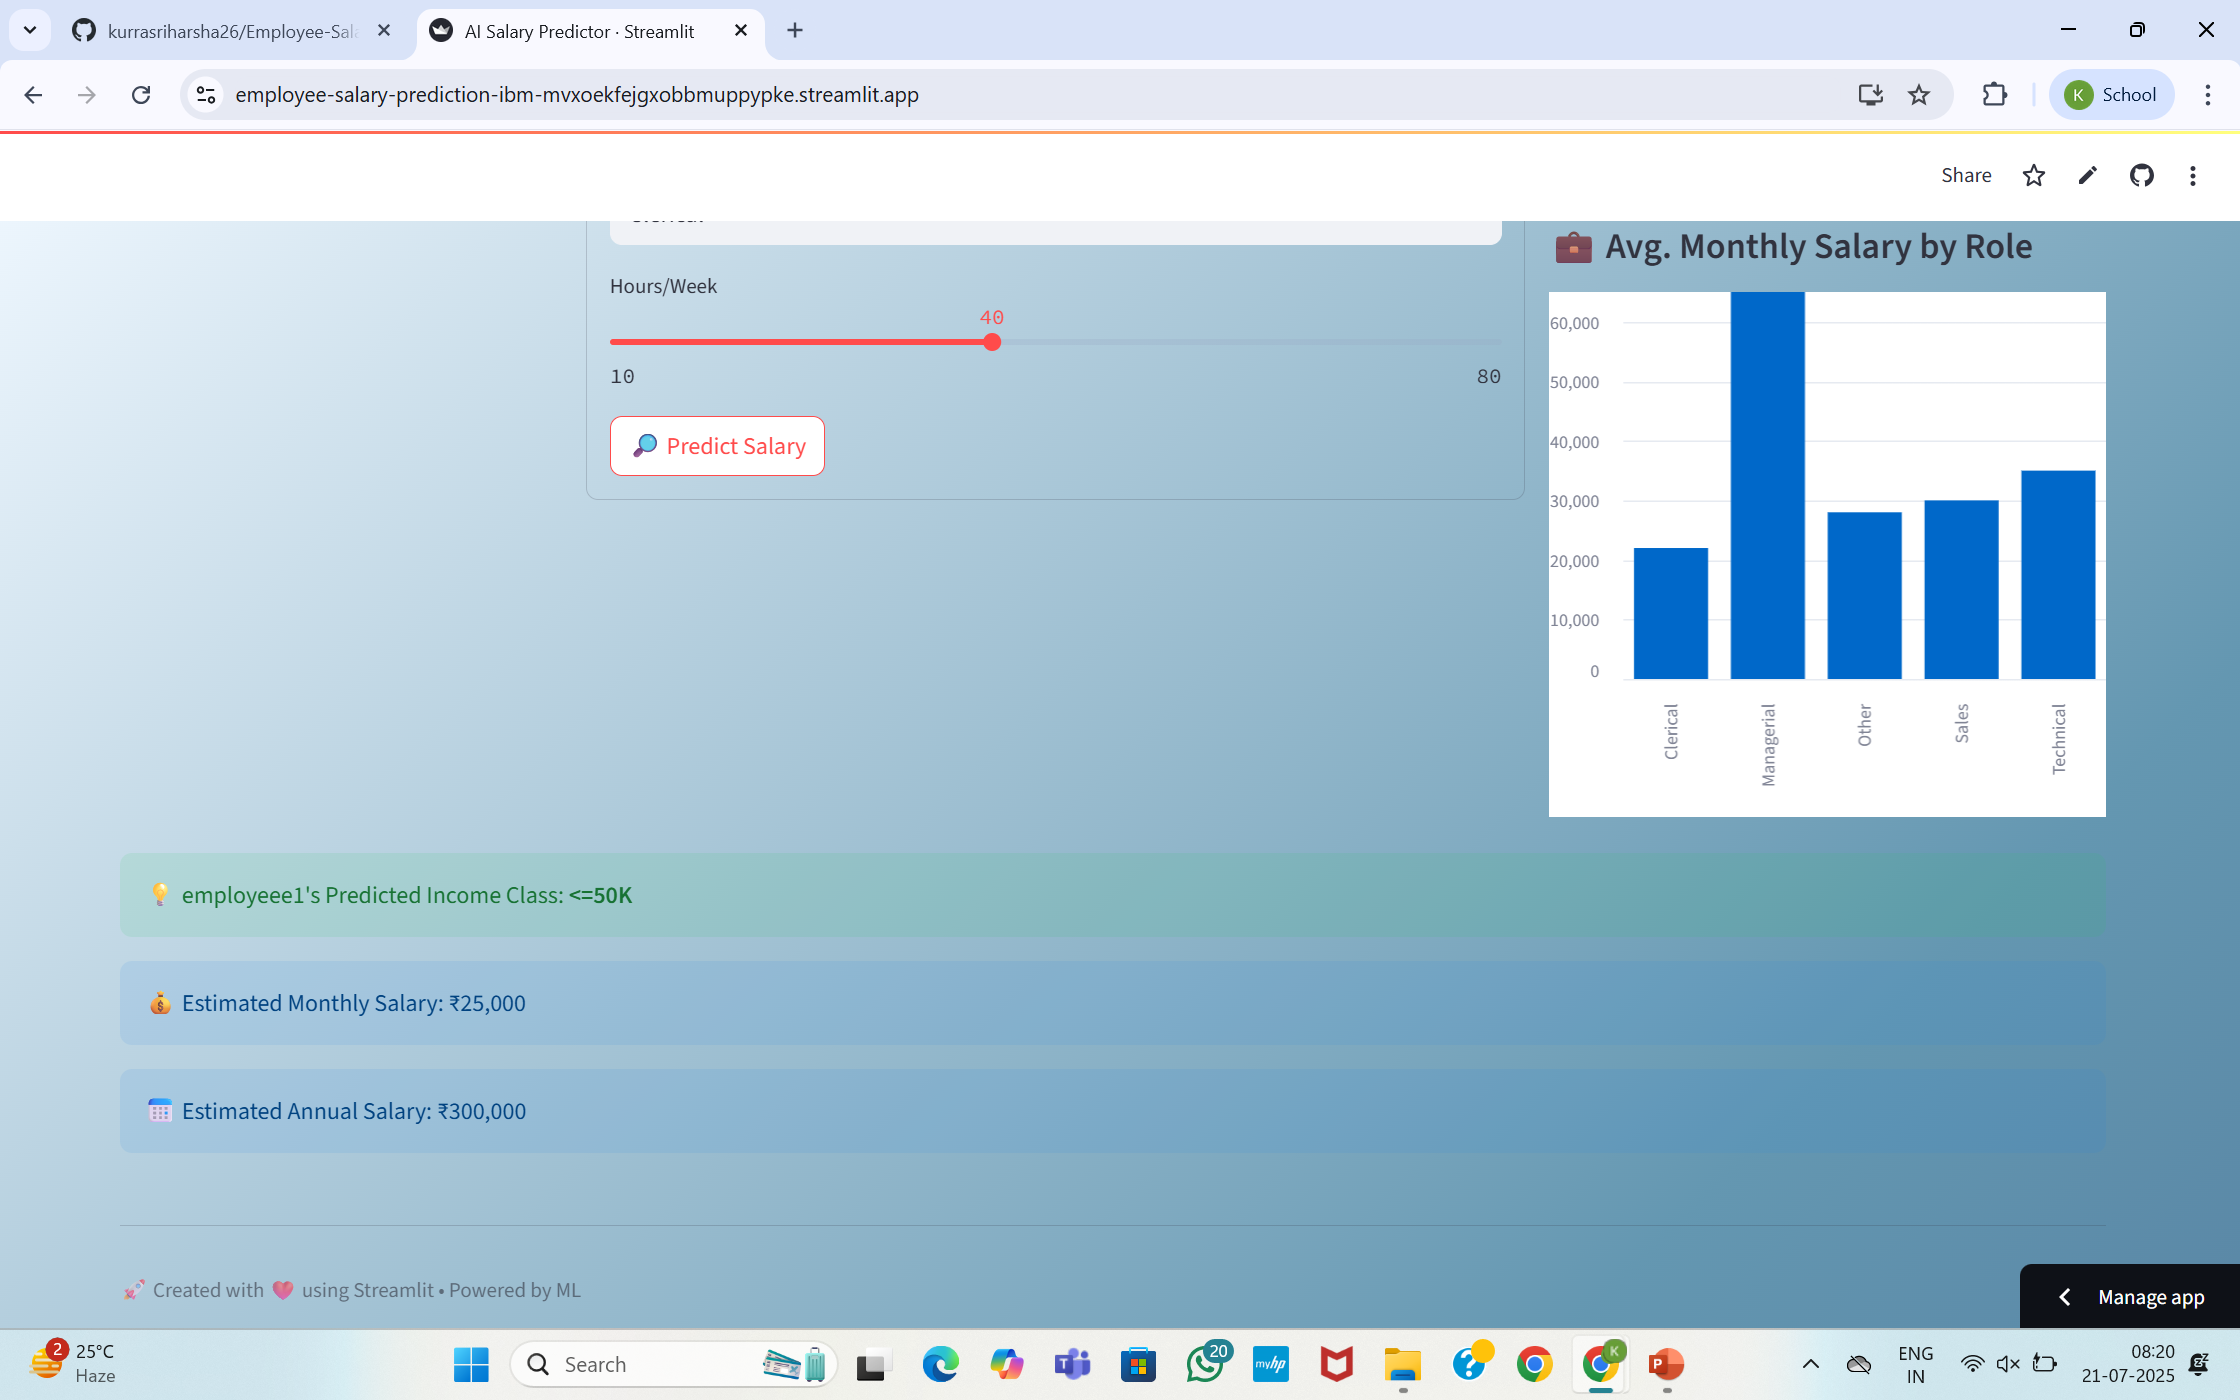 kurrasriharsha26/Employee-Sala
AI Salary Predictor · Streamlit
employee-salary-prediction-ibm-mvxoekfejgxobbmuppypke.streamlit.app
K
School
Share
Hours/Week
40
10
80
Predict Salary
Avg. Monthly Salary by Role
60,000
50,000
40,000
30,000
20,000
10,000
0
Clerical
Managerial
Other
Sales
Technical
employeee1's Predicted Income Class: <=50K
Estimated Monthly Salary: ₹25,000
Estimated Annual Salary: ₹300,000
Created with using Streamlit • Powered by ML
Manage app
2
25°C
Haze
Search
T
20
myhp
K
P
ENG
IN
08:20
21-07-2025